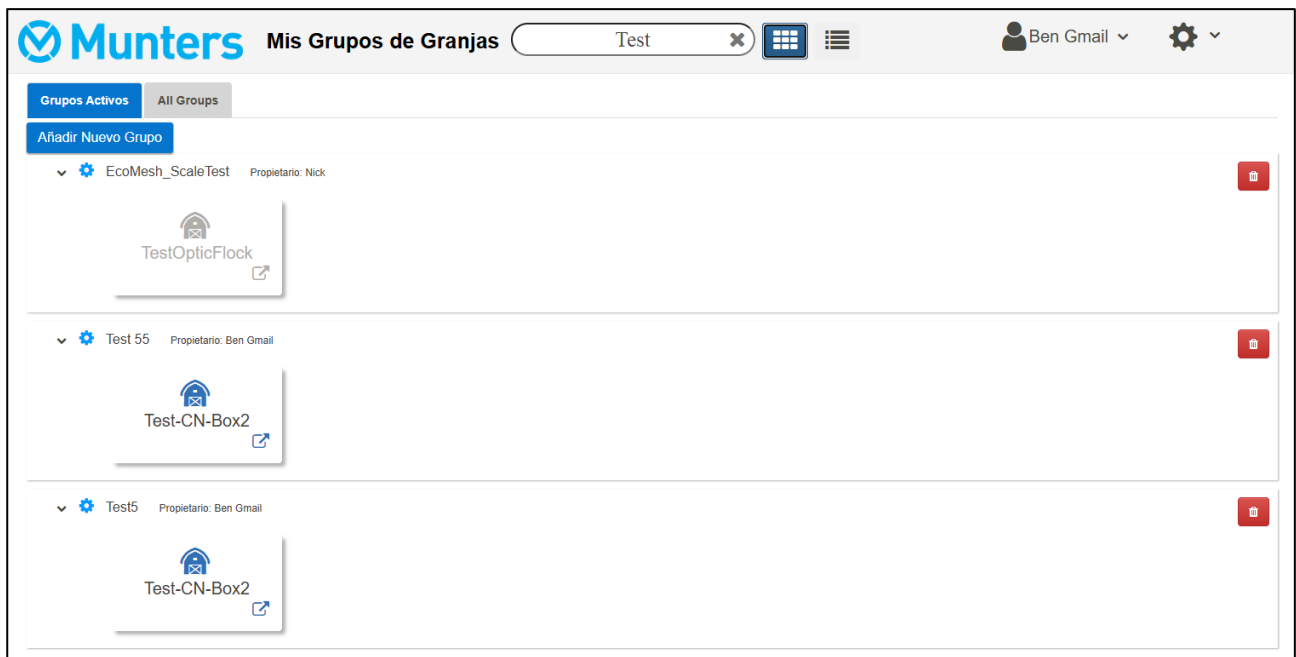 Munters Mis Grupos de Granjas Test Ben Gmail
Grupos Activos All Groups
Añadir Nuevo Grupo
EcoMesh_ScaleTest Propietario: Nick
TestOpticFlock
Test 55 Propietario: Ben Gmail
Test-CN-Box2
Test5 Propietario: Ben Gmail
Test-CN-Box2